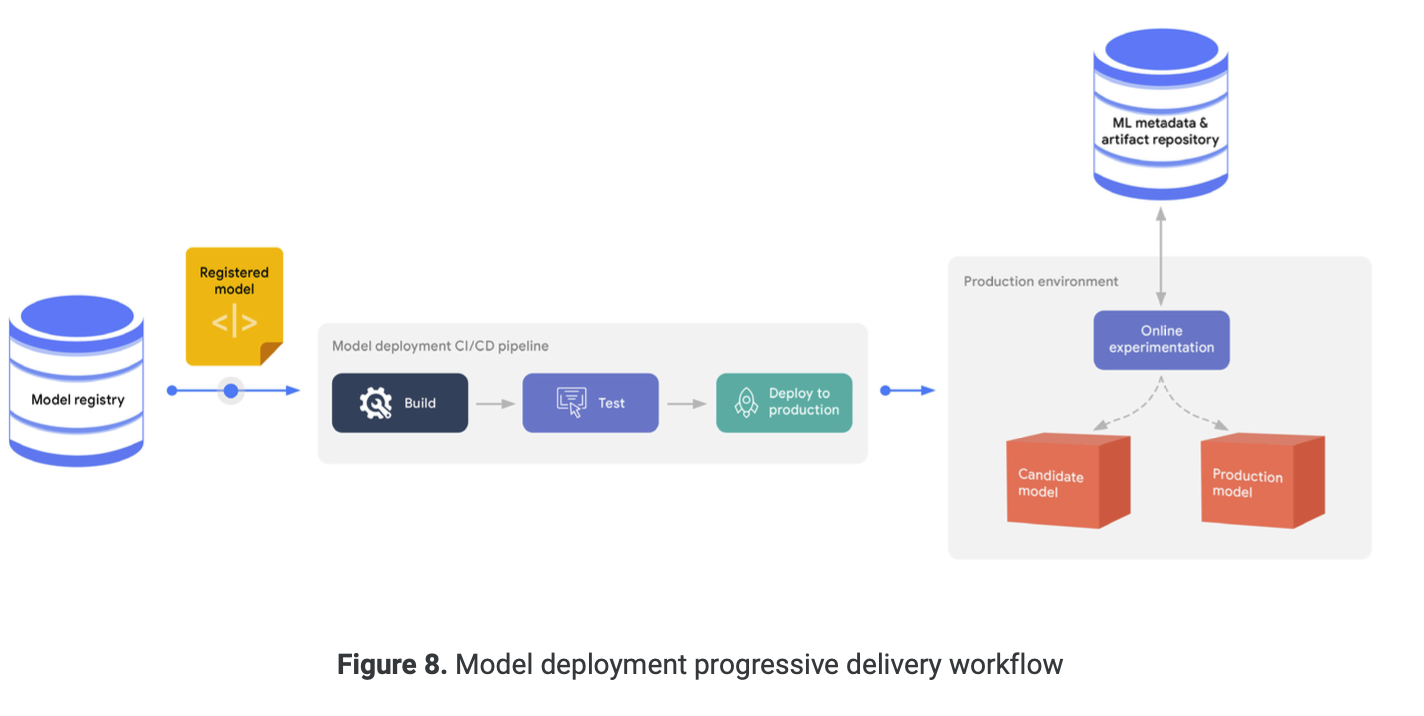 ML metadata &
artifact repository
Registered
model
</>
Model registry
Model deployment CI/CD pipeline
Build
Test
Deploy to
production
Production environment
Online
experimentation
Candidate
model
Production
model
Figure 8. Model deployment progressive delivery workflow